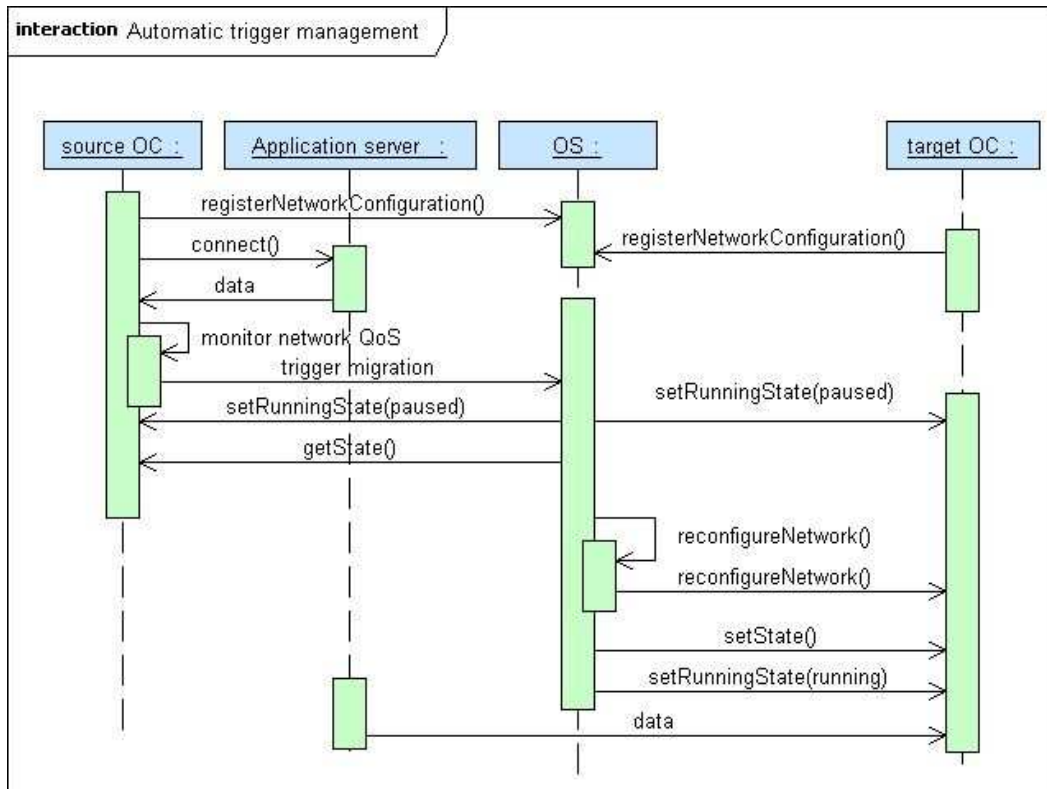 interaction Automatic trigger management
source OC :
Application server :
OS :
target OC :
registerNetworkConfiguration()
registerNetworkConfiguration()
connect()
data
monitor network QoS
trigger migration
setRunningState(paused)
setRunningState(paused)
getState()
reconfigureNetwork()
reconfigureNetwork()
setState()
setRunningState(running)
data